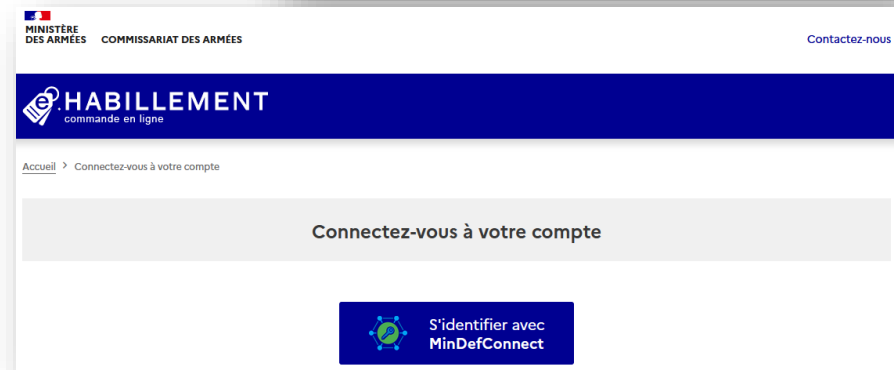 MINISTÈRE
DES ARMÉES COMMISSARIAT DES ARMÉES
Contactez-nous
e.HABILLEMENT
commande en ligne
Accueil > Connectez-vous à votre compte
Connectez-vous à votre compte
S'identifier avec
MinDefConnect